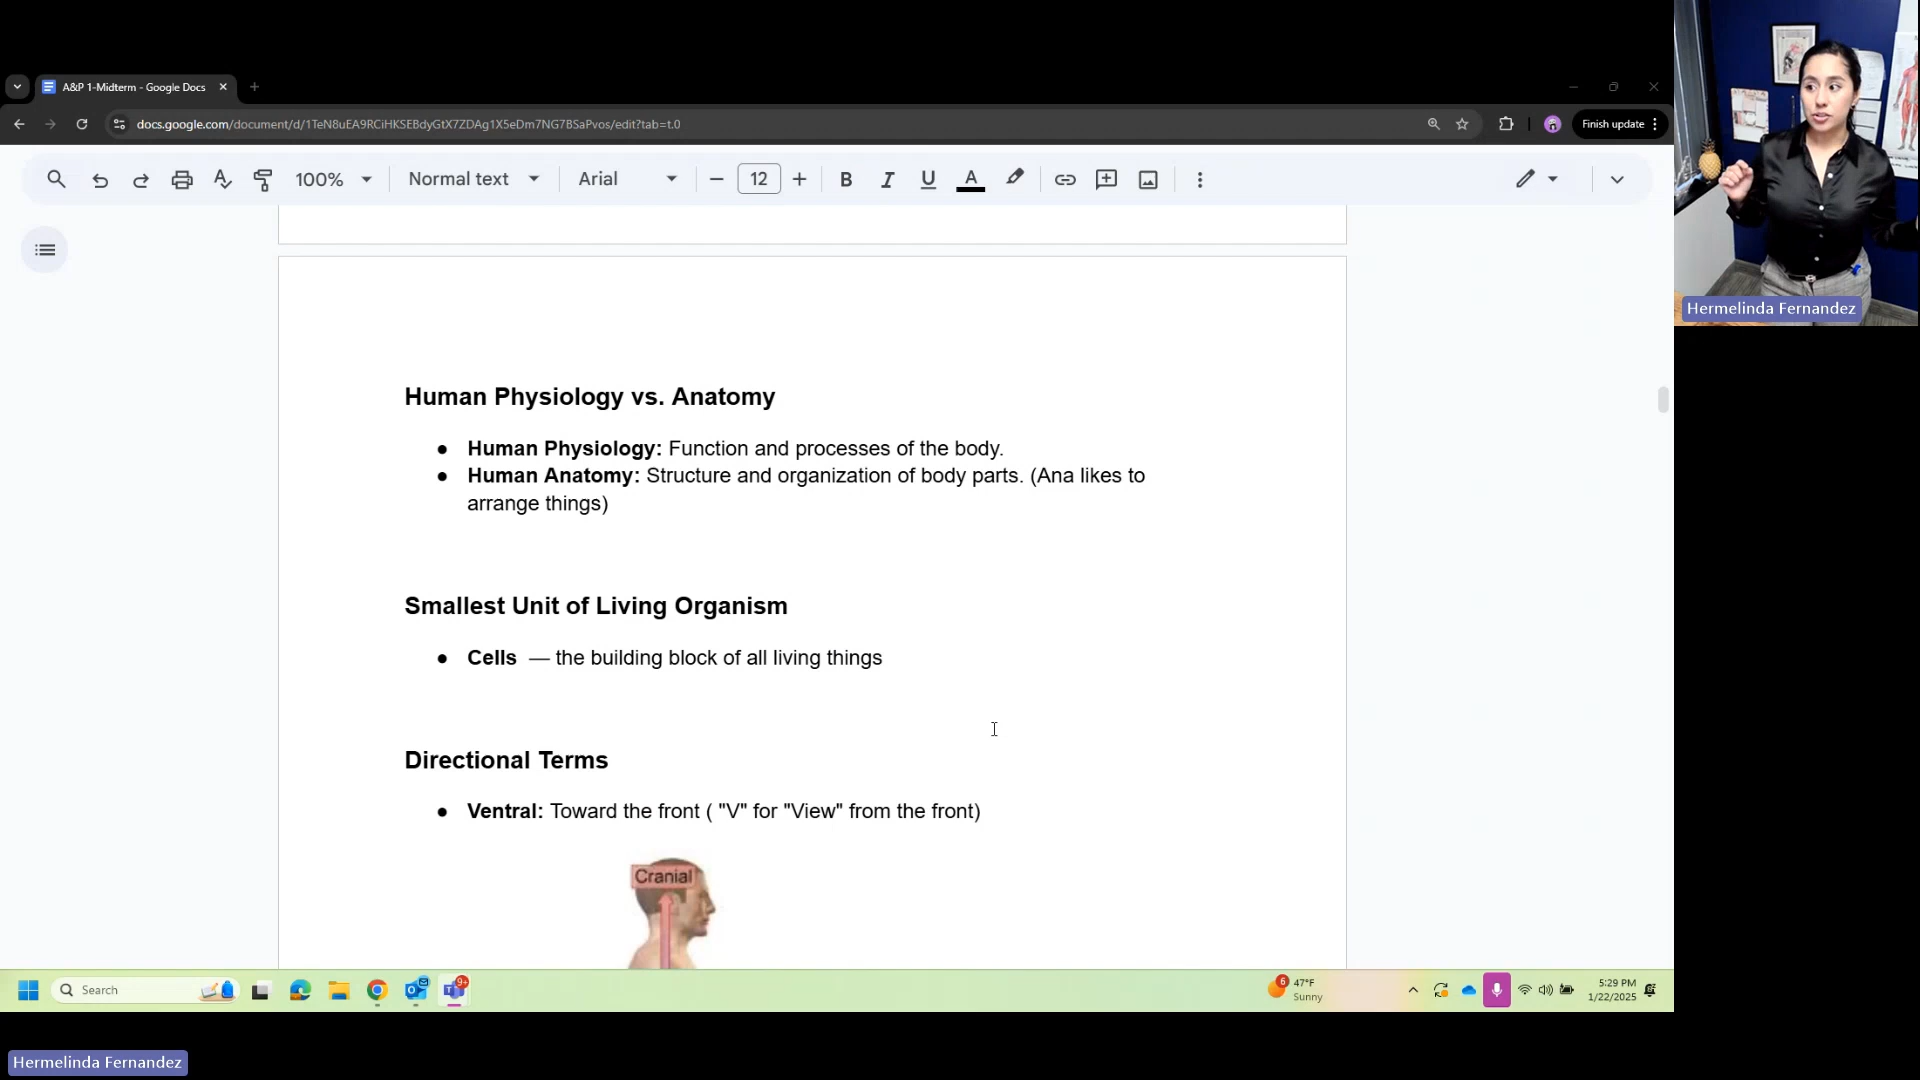 A&P 1-Midterm - Google Docs
docs.google.com/document/d/1TeN8uEA9RCiHKSEBdyGtX7ZDAg1X5eDm7NG7BSaPvos/edit?tab=t.0
Finish update
100%
Normal text
Arial
12
B I U A
Hermelinda Fernandez
Human Physiology vs. Anatomy
● Human Physiology: Function and processes of the body.
● Human Anatomy: Structure and organization of body parts. (Ana likes to
arrange things)
Smallest Unit of Living Organism
● Cells — the building block of all living things
Directional Terms
● Ventral: Toward the front ( "V" for "View" from the front)
Cranial
Search
9+
6
47°F
Sunny
5:29 PM
1/22/2025
Hermelinda Fernandez